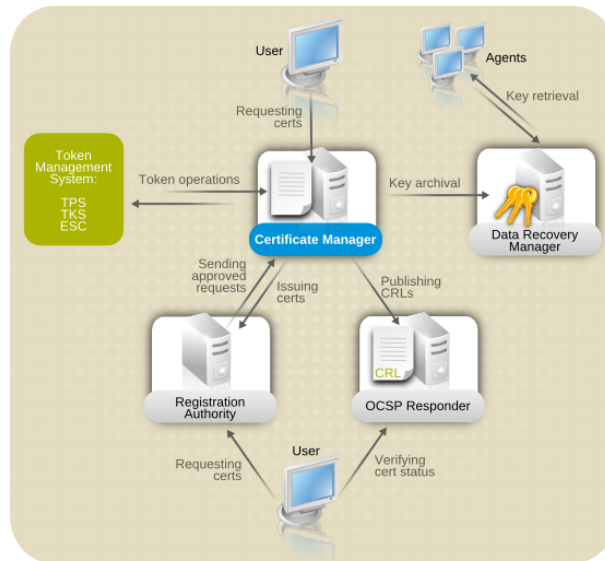 User
Agents
Requesting
certs
Key retrieval
Token
Management
System:
TPS
TKS
ESC
Token operations
Key archival
Certificate Manager
Data Recovery
Manager
Sending
approved
requests
Issuing
certs
Publishing
CRLs
CRL
Registration
Authority
OCSP Responder
User
Requesting
certs
Verifying
cert status